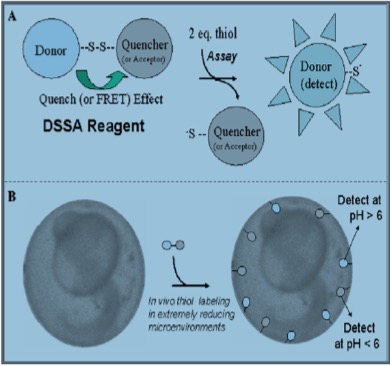 A
Donor
--S-S--
Quencher
(or Acceptor)
Quench (or FRET) Effect
DSSA Reagent
2 eq. thiol
Assay
-S --
Quencher
(or Acceptor)
Donor
(detect)
--S-
B
In vivo thiol labeling
in extremely reducing
microenvironments
Detect at
pH > 6
Detect
at pH < 6